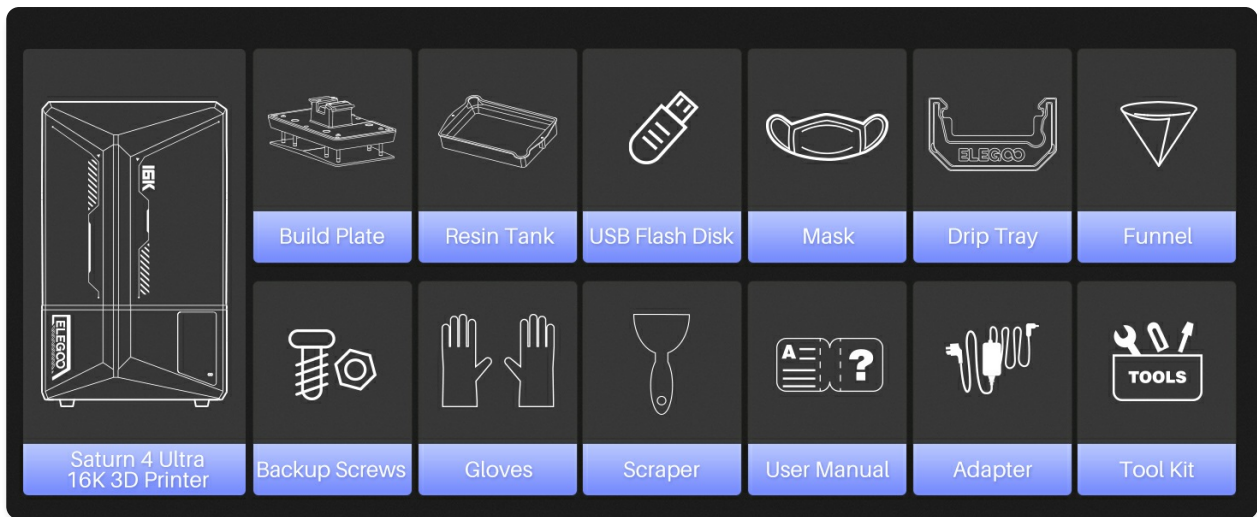 16K
ELEGOO
Saturn 4 Ultra
16K 3D Printer
Build Plate
Resin Tank
USB Flash Disk
Mask
ELEGOO
Drip Tray
Funnel
Backup Screws
Gloves
Scraper
A
?
User Manual
Adapter
TOOLS
Tool Kit